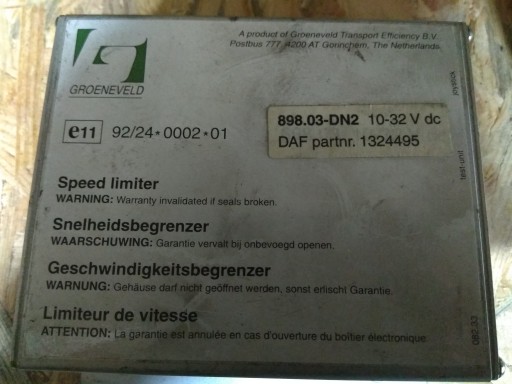 A product of Groeneveld Transport Efficiency B.V.
Postbus 777, 4200 AT Gorinchem, The Netherlands.
GROENEVELD
joystick
e11 92/24*0002*01
898.03-DN2 10-32 V dc
DAF partnr. 1324495
test-unit
Speed limiter
WARNING: Warranty invalidated if seals broken.
Snelheidsbegrenzer
WAARSCHUWING: Garantie vervalt bij onbevoegd openen.
Geschwindigkeitsbegrenzer
WARNUNG: Gehäuse darf nicht geöffnet werden, sonst erlischt Garantie.
Limiteur de vitesse
ATTENTION: La garantie est annulée en cas d'ouverture du boîtier électronique